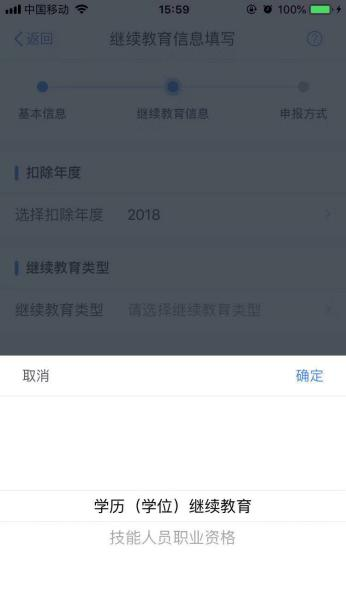 中国移动 15:59 100%
返回 继续教育信息填写 ?
基本信息 继续教育信息 申报方式
扣除年度
选择扣除年度 2018
继续教育类型
继续教育类型 请选择继续教育类型
取消 确定
学历（学位）继续教育
技能人员职业资格